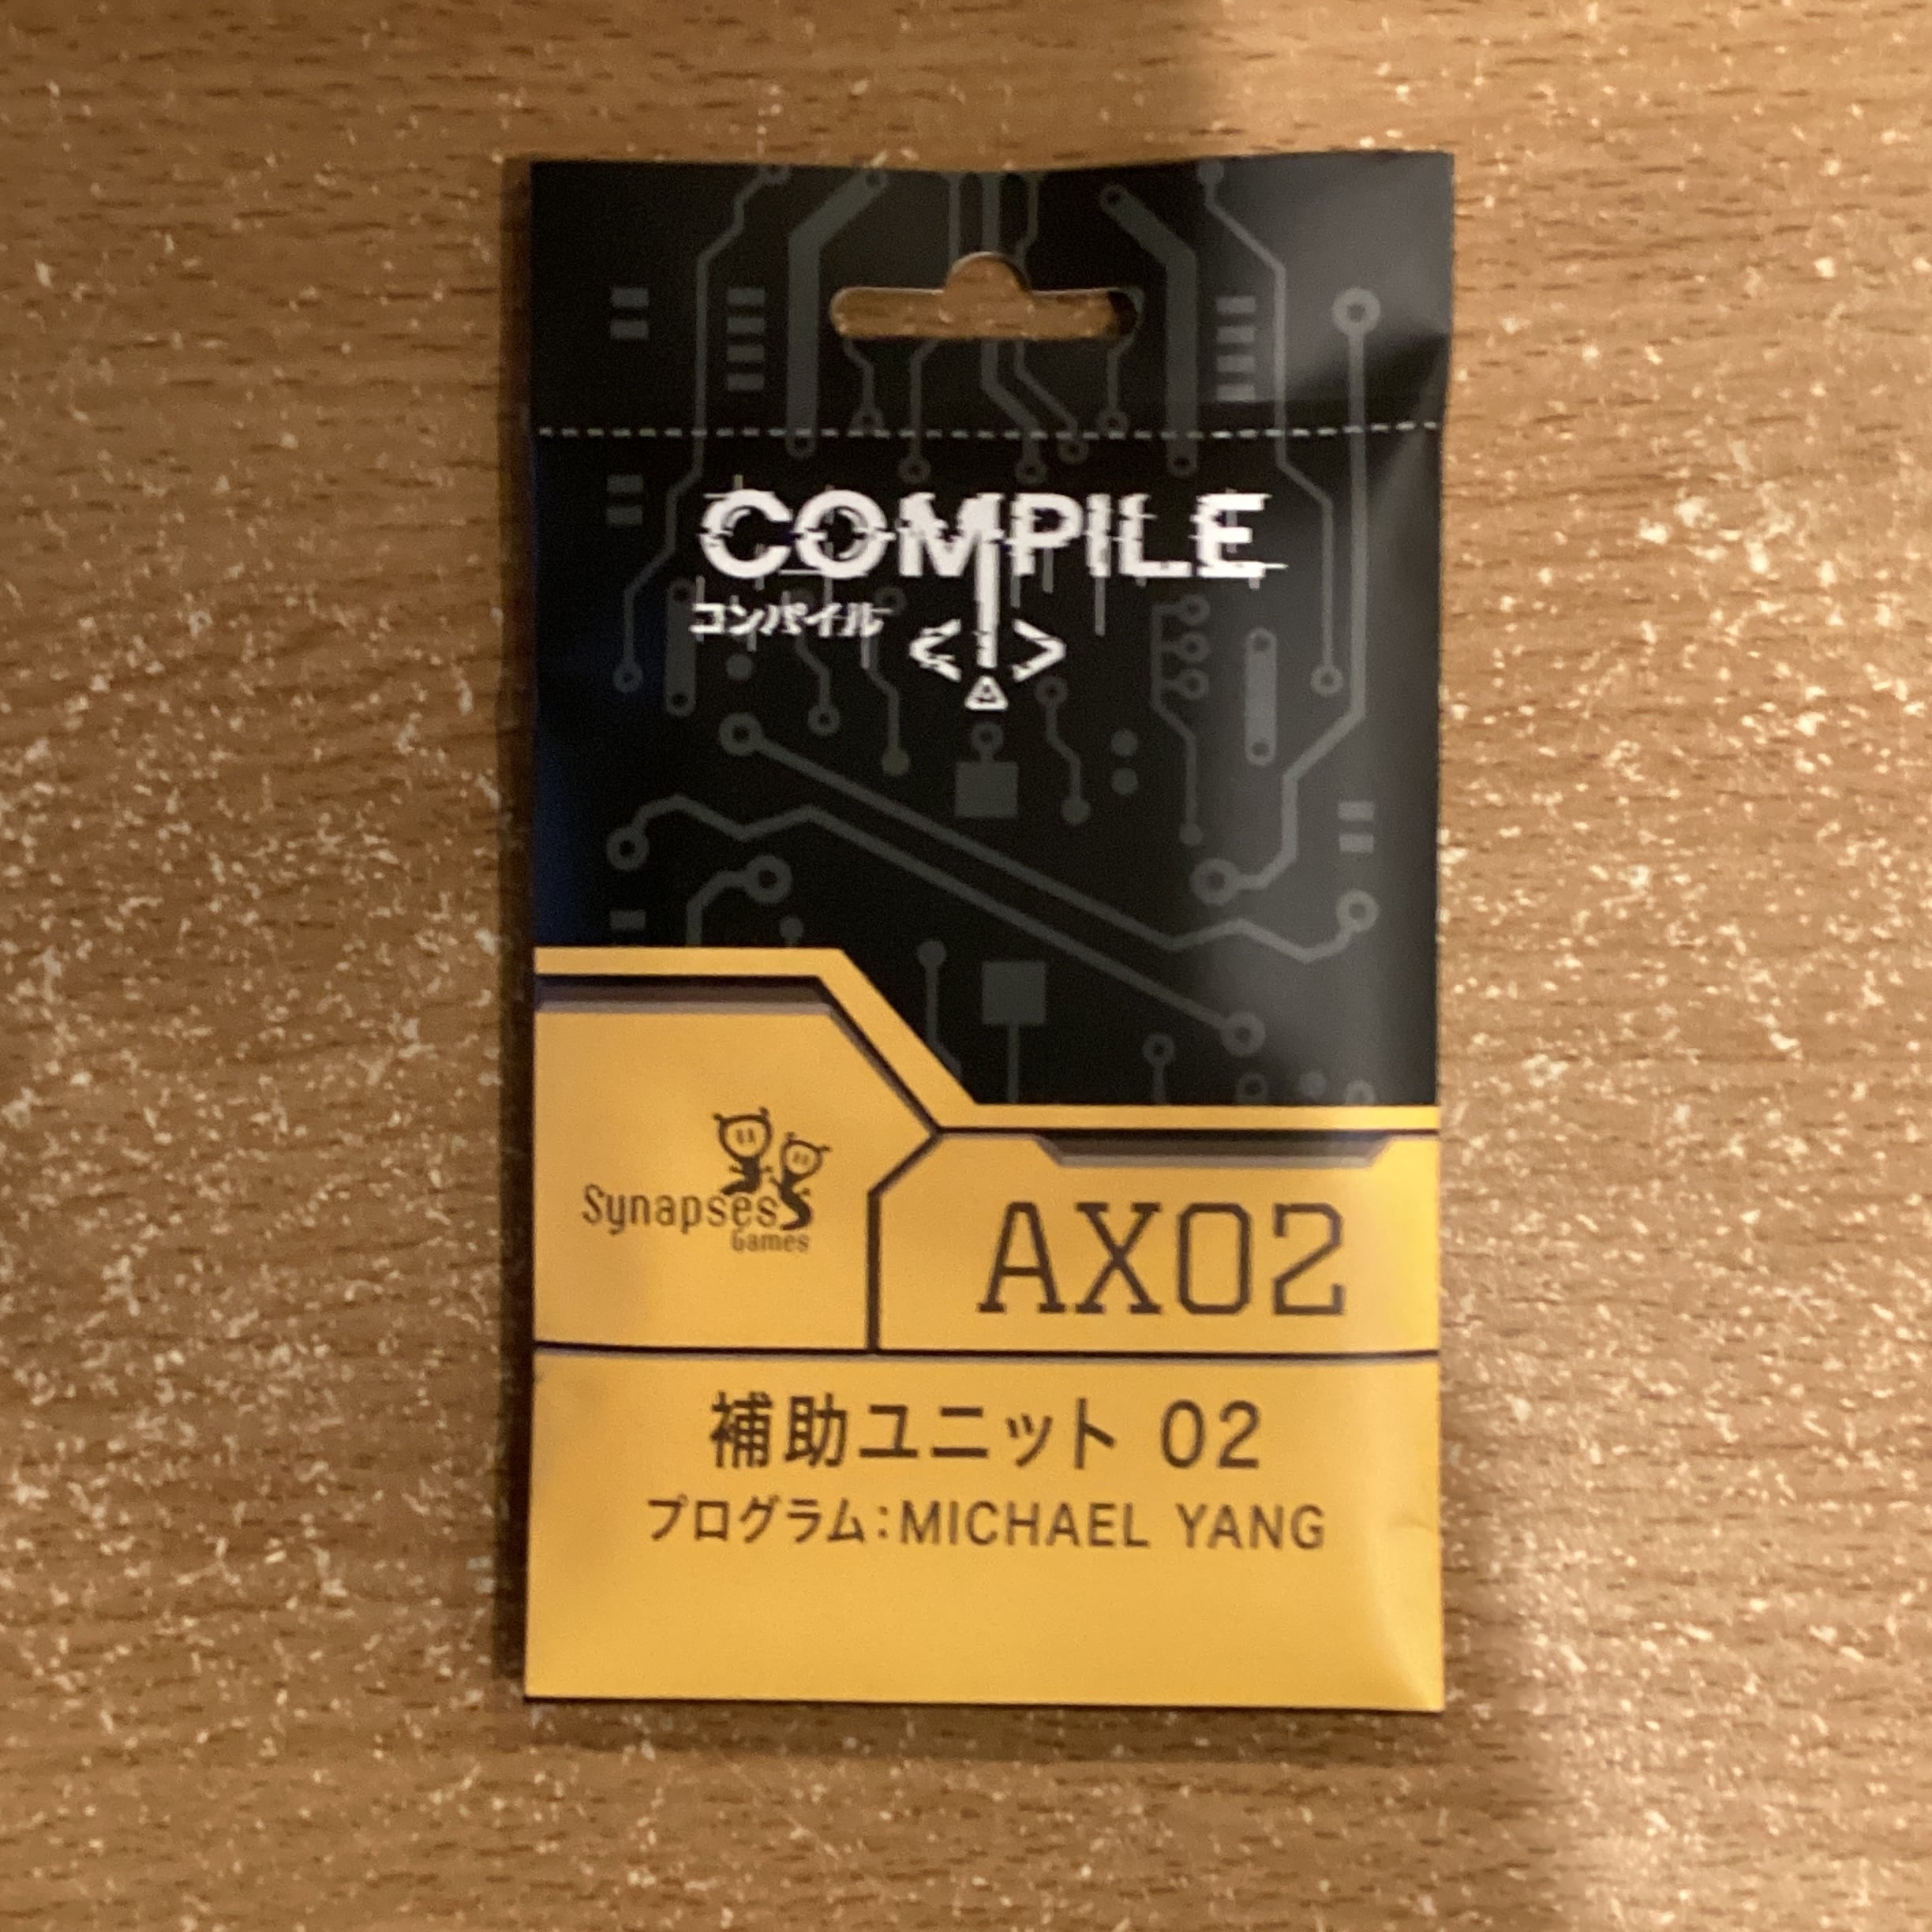 COMPILE
コンパイル
Synapses
Games
AX02
補助ユニット 02
プログラム:MICHAEL YANG